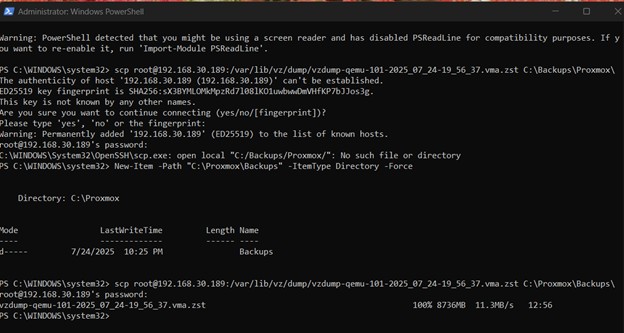 Administrator: Windows PowerShell
Warning: PowerShell detected that you might be using a screen reader and has disabled PSReadLine for compatibility purposes. If y
ou want to re-enable it, run 'Import-Module PSReadLine'.
PS C:\WINDOWS\system32> scp root@192.168.30.189:/var/lib/vz/dump/vzdump-qemu-101-2025_07_24-19_56_37.vma.zst C:\Backups\Proxmox\
The authenticity of host '192.168.30.189 (192.168.30.189)' can't be established.
ED25519 key fingerprint is
This key is not known by any other names.
Are you sure you want to continue connecting (yes/no/[fingerprint])?
Please type 'yes', 'no' or the fingerprint:
Warning: Permanently added '192.168.30.189' (ED25519) to the list of known hosts.
root@192.168.30.189's password:
C:\WINDOWS\System32\OpenSSH\scp.exe: open local "C:/Backups/Proxmox/": No such file or directory
PS C:\WINDOWS\system32> New-Item -Path "C:\Proxmox\Backups" -ItemType Directory -Force
Directory: C:\Proxmox
Mode LastWriteTime Length Name
---- ------------- ------ ----
d----- 7/24/2025 10:25 PM Backups
PS C:\WINDOWS\system32> scp root@192.168.30.189:/var/lib/vz/dump/vzdump-qemu-101-2025_07_24-19_56_37.vma.zst C:\Proxmox\Backups\
root@192.168.30.189's password:
vzdump-qemu-101-2025_07_24-19_56_37.vma.zst 100% 8736MB 11.3MB/s 12:56
PS C:\WINDOWS\system32>